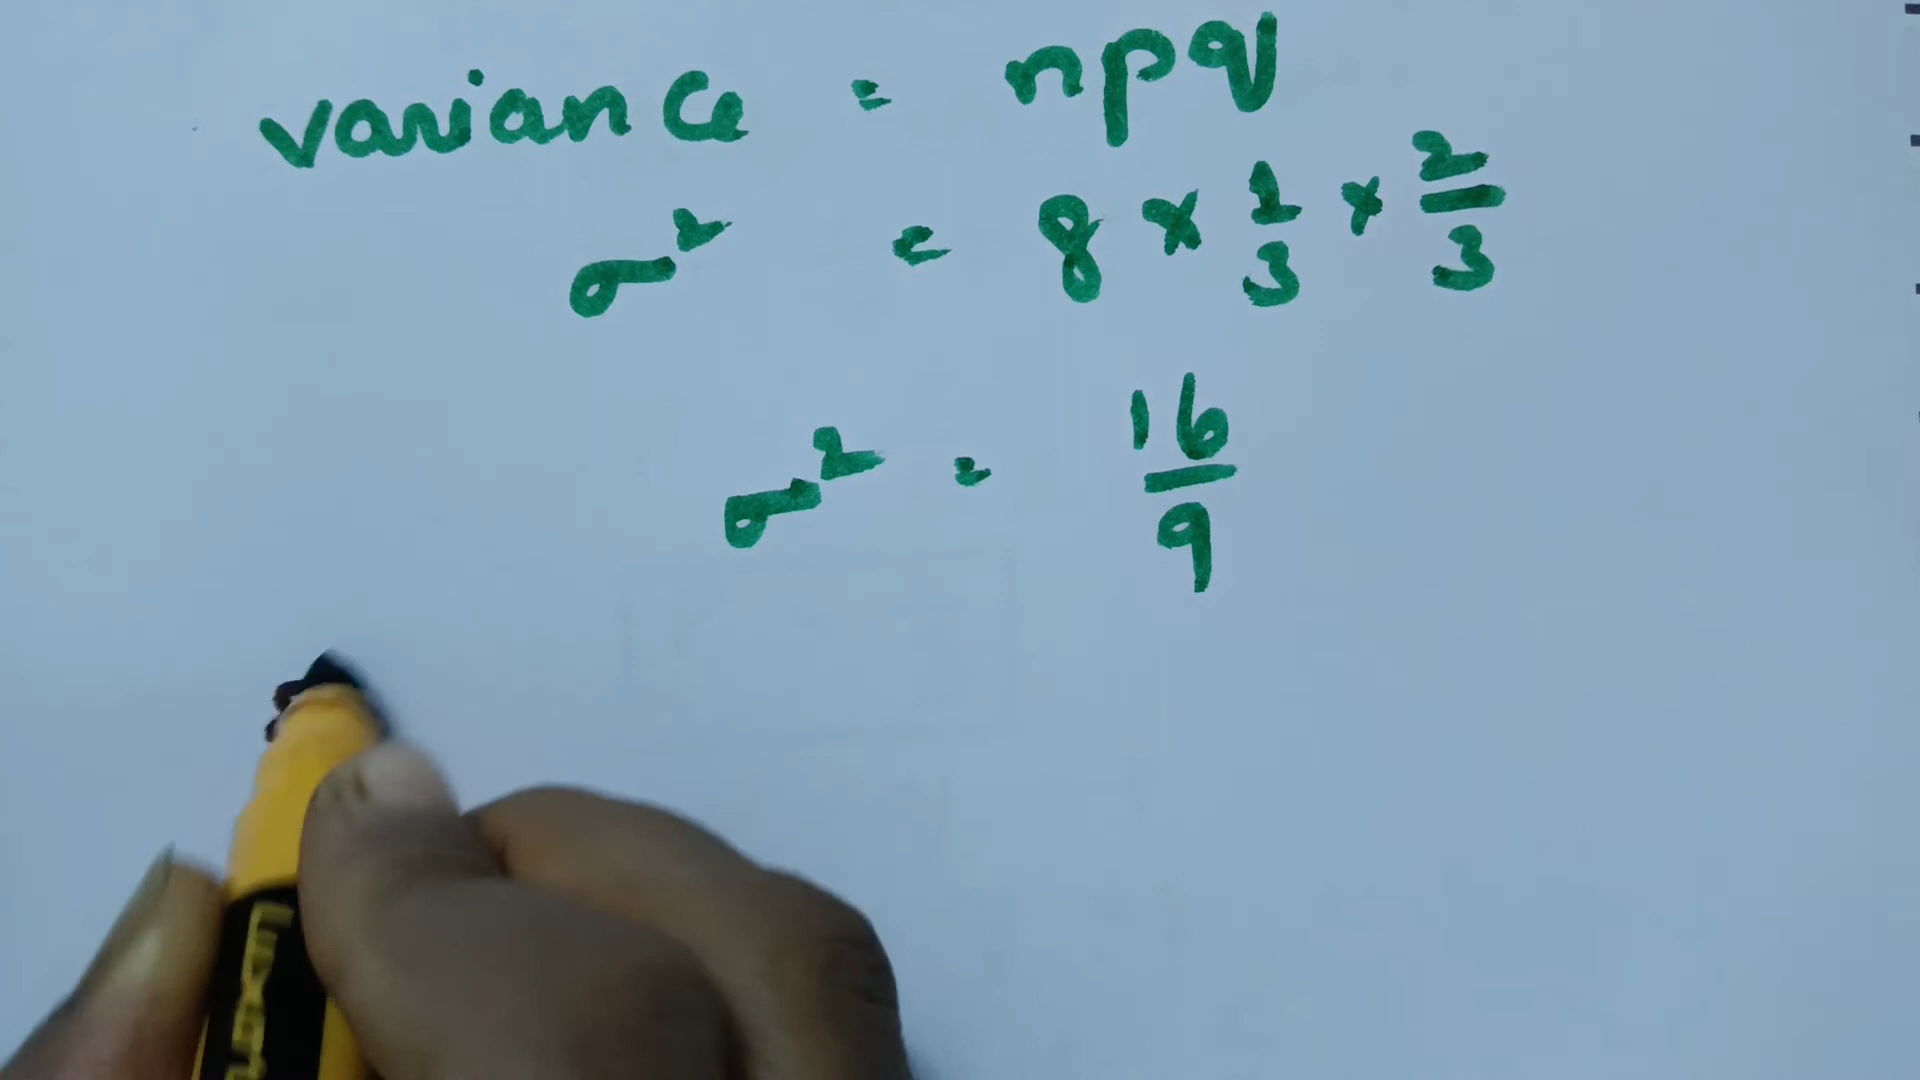 variance = npq
σ² = 8 × 1/3 × 2/3
σ² = 16/9